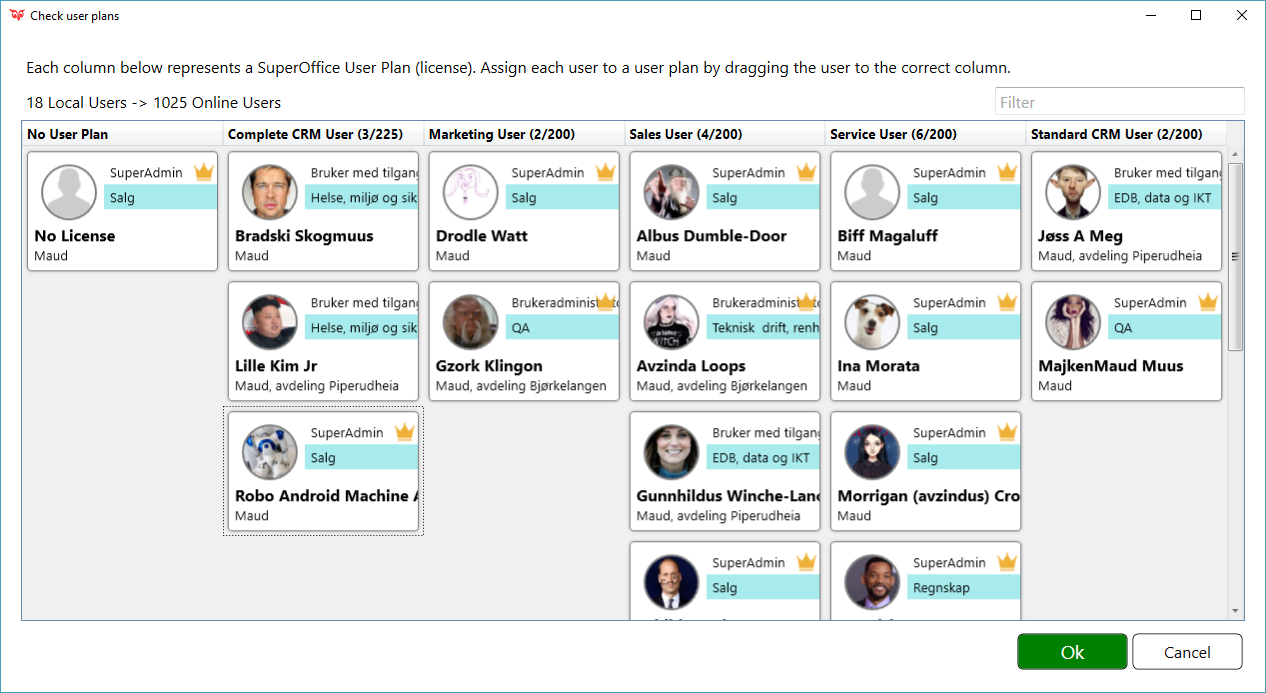 Check user plans
Each column below represents a SuperOffice User Plan (license). Assign each user to a user plan by dragging the user to the correct column.
18 Local Users -> 1025 Online Users
Filter
No User Plan
Complete CRM User (3/225)
Marketing User (2/200)
Sales User (4/200)
Service User (6/200)
Standard CRM User (2/200)
SuperAdmin
Salg
No License
Maud
Bruker med tilgang
Helse, miljø og sik
Bradski Skogmuus
Maud
SuperAdmin
Salg
Drodle Watt
Maud
SuperAdmin
Salg
Albus Dumble-Door
Maud
SuperAdmin
Salg
Biff Magaluff
Maud
Bruker med tilgang
EDB, data og IKT
Jøss A Meg
Maud, avdeling Piperudheia
Bruker med tilgang
Helse, miljø og sik
Lille Kim Jr
Maud, avdeling Piperudheia
QA
Gzork Klingon
Maud, avdeling Bjørkelangen
Teknisk drift, renh
Avzinda Loops
Maud, avdeling Bjørkelangen
SuperAdmin
Salg
Ina Morata
Maud
SuperAdmin
QA
MajkenMaud Muus
Maud
SuperAdmin
Salg
Robo Android Machine
Maud
Bruker med tilgang
EDB, data og IKT
Gunnhildus Winche-Lan
Maud, avdeling Piperudheia
SuperAdmin
Salg
Morrigan (avzindus) Cro
Maud
SuperAdmin
Salg
SuperAdmin
Regnskap
Ok
Cancel